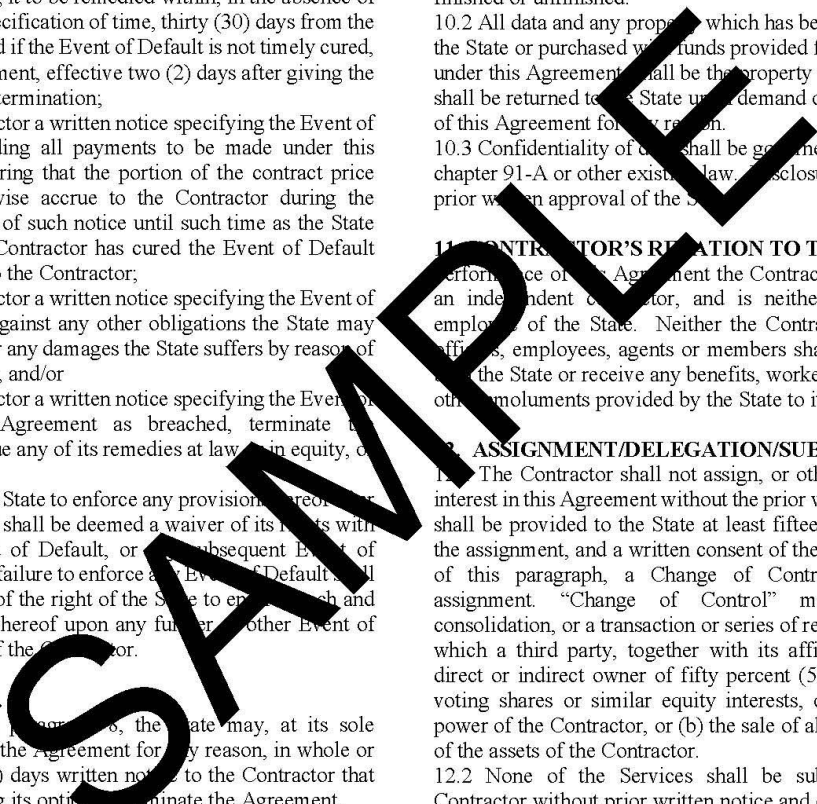 , it to be remedied within, in the absence of
ecification of time, thirty (30) days from the
d if the Event of Default is not timely cured,
ment, effective two (2) days after giving the
ermination;
ctor a written notice specifying the Event of
ding all payments to be made under this
ring that the portion of the contract price
wise accrue to the Contractor during the
of such notice until such time as the State
Contractor has cured the Event of Default
o the Contractor;
ctor a written notice specifying the Event of
gainst any other obligations the State may
r any damages the State suffers by reason of
, and/or
ctor a written notice specifying the Event of
Agreement as breached, terminate the
ue any of its remedies at law in equity, or
State to enforce any provision
shall be deemed a waiver of its with
of Default, or subsequent of
failure to enforce Default
of the right of the to and
hereof upon any other Event of
f the
the State may, at its sole
the Agreement for reason, in whole or
) days written to the Contractor that
g its the Agreement.
finished or unfinished.
10.2 All data and any which has be
the State or purchased funds provided f
under this Agreement shall be the property
shall be returned to State demand o
of this Agreement for
10.3 Confidentiality of shall be
chapter 91-A or other law.
prior approval of the
11. CONTRACTOR'S RELATION TO T
of Agreement the Contrac
an and is neithe
of the State. Neither the Contra
employees, agents or members sha
the State or receive any benefits, worke
emoluments provided by the State to i
ASSIGNMENT/DELEGATION/SUB
The Contractor shall not assign, or oth
interest in this Agreement without the prior w
shall be provided to the State at least fiftee
the assignment, and a written consent of the
of this paragraph, a Change of Contr
assignment. “Change of Control” m
consolidation, or a transaction or series of re
which a third party, together with its affi
direct or indirect owner of fifty percent (5
voting shares or similar equity interests, o
power of the Contractor, or (b) the sale of al
of the assets of the Contractor.
12.2 None of the Services shall be sub
Contractor without prior written notice and
SAMPLE